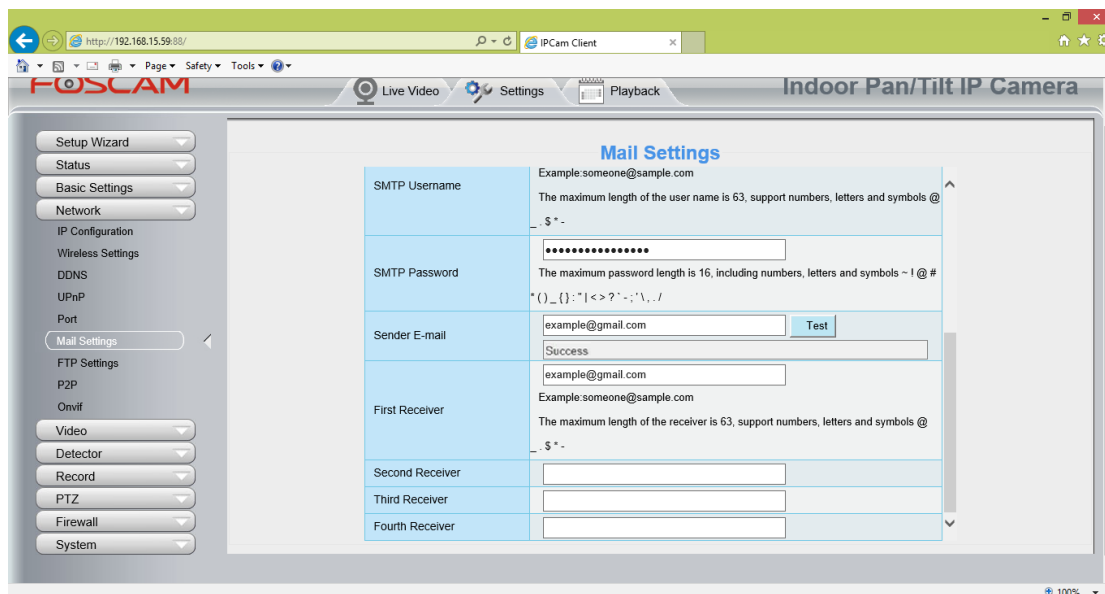 http://192.168.15.59:88/
IPCam Client
Page Safety Tools
FOSCAM
Live Video
Settings
Playback
Indoor Pan/Tilt IP Camera
Setup Wizard
Status
Basic Settings
Network
IP Configuration
Wireless Settings
DDNS
UPnP
Port
Mail Settings
FTP Settings
P2P
Onvif
Video
Detector
Record
PTZ
Firewall
System
Mail Settings
SMTP Username
Example:someone@sample.com
The maximum length of the user name is 63, support numbers, letters and symbols @
_ . $ * -
SMTP Password
••••••••••••••••
The maximum password length is 16, including numbers, letters and symbols ~ ! @ #
* ( ) _ { } : " | < > ? ` - ; ' \ , . /
Sender E-mail
example@gmail.com
Test
Success
First Receiver
example@gmail.com
Example:someone@sample.com
The maximum length of the receiver is 63, support numbers, letters and symbols @
_ . $ * -
Second Receiver
Third Receiver
Fourth Receiver
100%